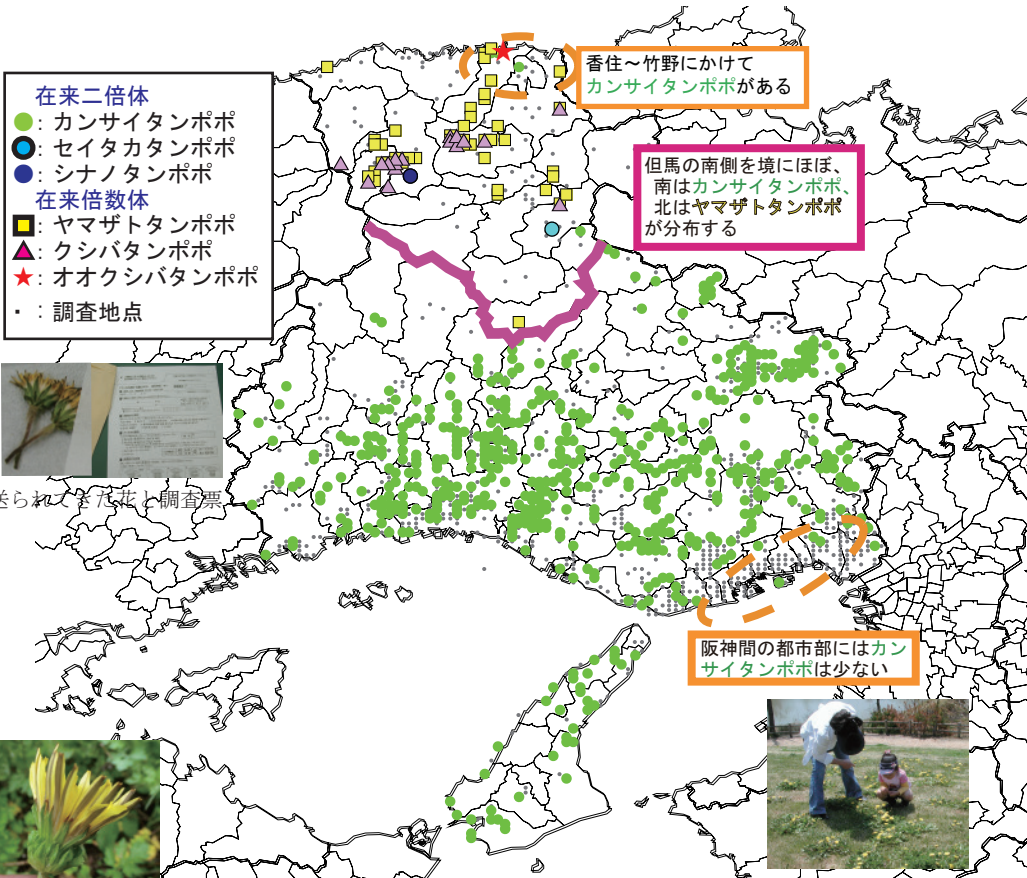 在来二倍体
●：カンサイタンポポ
●：セイタカタンポポ
●：シナノタンポポ
在来倍数体
■：ヤマザトタンポポ
▲：クシバタンポポ
★：オオクシバタンポポ
・：調査地点
香住～竹野にかけて
カンサイタンポポがある
但馬の南側を境にほぼ、
南はカンサイタンポポ、
北はヤマザトタンポポ
が分布する
送られてきた花と調査票
阪神間の都市部にはカン
サイタンポポは少ない